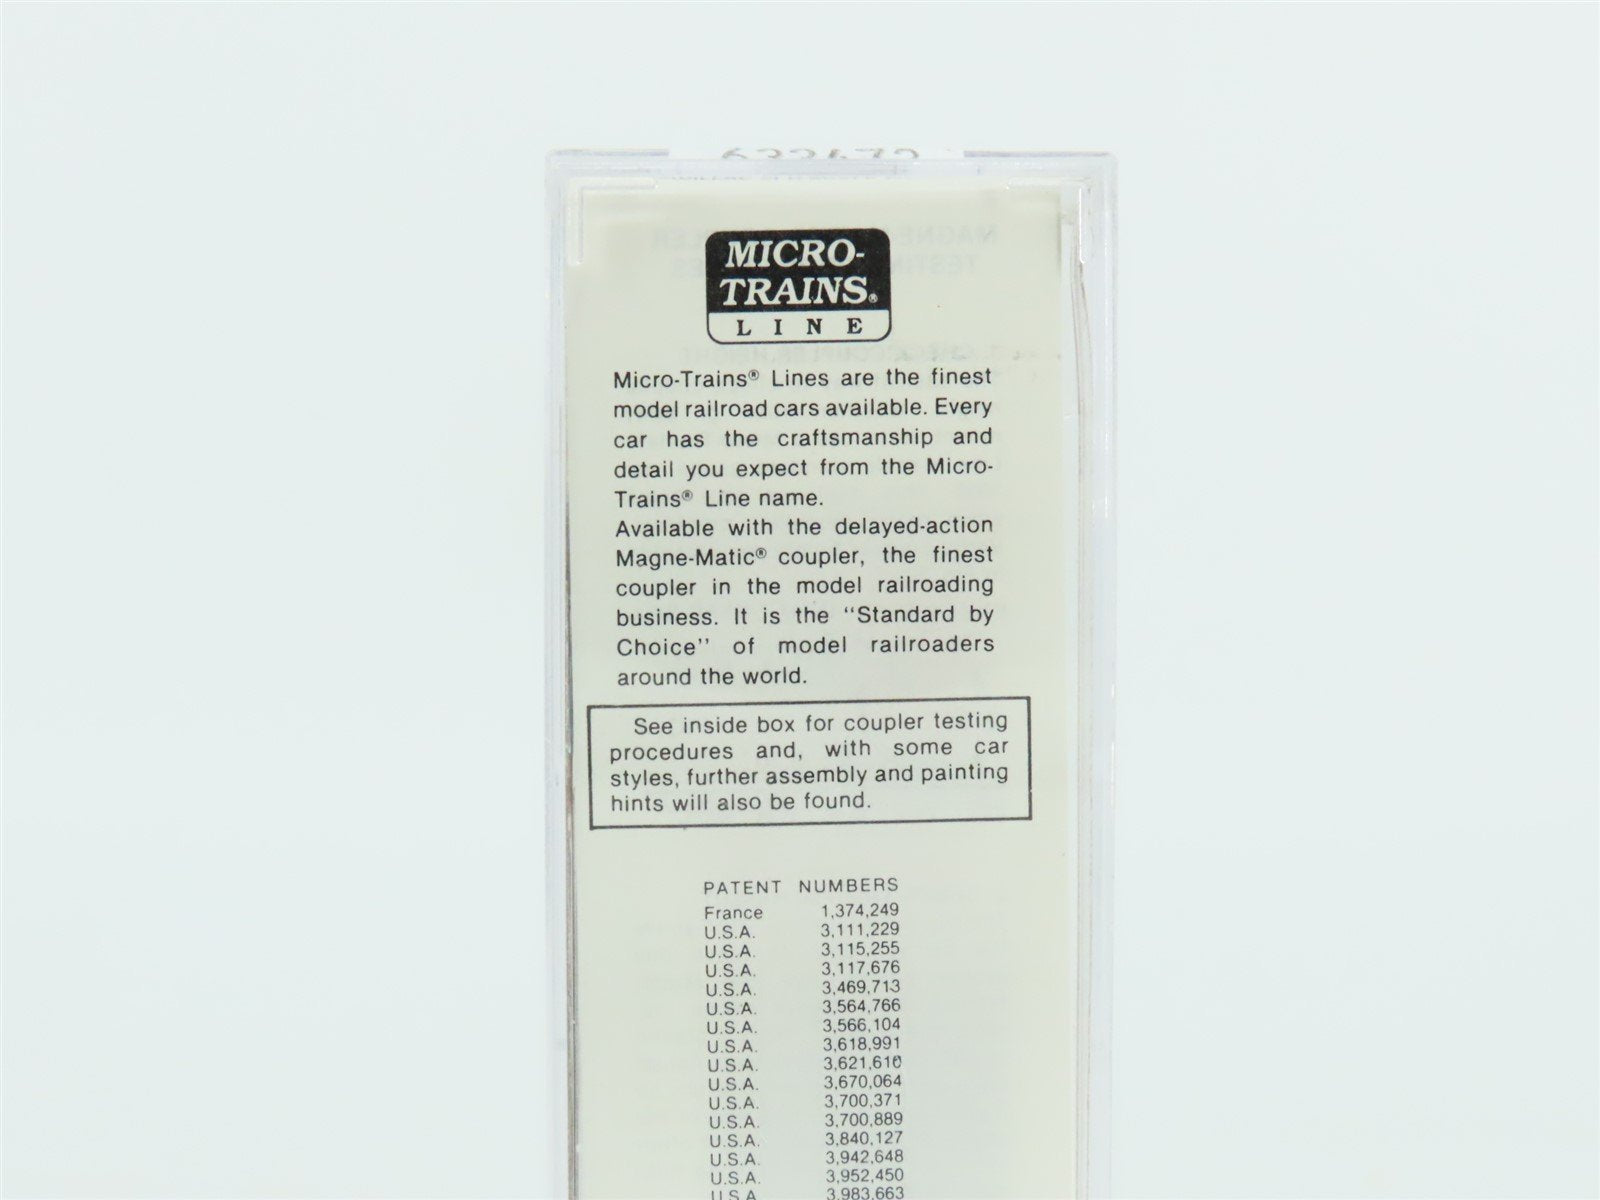 MICRO-
TRAINS®
LINE
Micro-Trains® Lines are the finest
model railroad cars available. Every
car has the craftsmanship and
detail you expect from the Micro-
Trains® Line name.
Available with the delayed-action
Magne-Matic® coupler, the finest
coupler in the model railroading
business. It is the “Standard by
Choice” of model railroaders
around the world.
See inside box for coupler testing
procedures and, with some car
styles, further assembly and painting
hints will also be found.
PATENT NUMBERS
France 1,374,249
U.S.A. 3,111,229
U.S.A. 3,115,255
U.S.A. 3,117,676
U.S.A. 3,469,713
U.S.A. 3,564,766
U.S.A. 3,566,104
U.S.A. 3,618,991
U.S.A. 3,621,610
U.S.A. 3,670,064
U.S.A. 3,700,371
U.S.A. 3,700,889
U.S.A. 3,840,127
U.S.A. 3,942,648
U.S.A. 3,952,450
U.S.A. 3,983,663